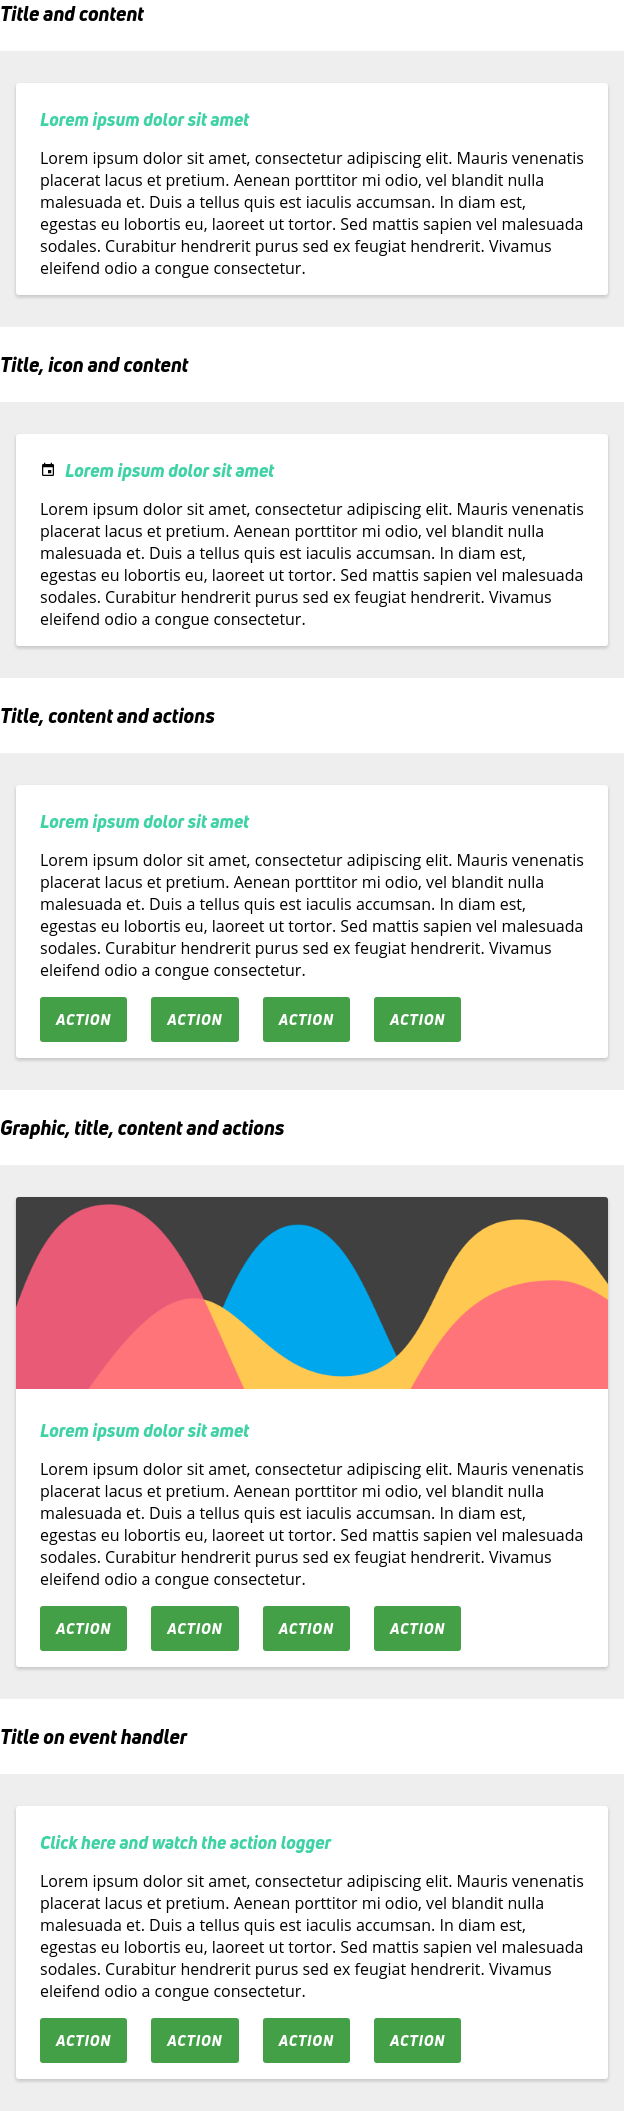 Title and content
Lorem ipsum dolor sit amet
Lorem ipsum dolor sit amet, consectetur adipiscing elit. Mauris venenatis
placerat lacus et pretium. Aenean porttitor mi odio, vel blandit nulla
malesuada et. Duis a tellus quis est iaculis accumsan. In diam est,
egestas eu lobortis eu, laoreet ut tortor. Sed mattis sapien vel malesuada
sodales. Curabitur hendrerit purus sed ex feugiat hendrerit. Vivamus
eleifend odio a congue consectetur.
Title, icon and content
Lorem ipsum dolor sit amet
Lorem ipsum dolor sit amet, consectetur adipiscing elit. Mauris venenatis
placerat lacus et pretium. Aenean porttitor mi odio, vel blandit nulla
malesuada et. Duis a tellus quis est iaculis accumsan. In diam est,
egestas eu lobortis eu, laoreet ut tortor. Sed mattis sapien vel malesuada
sodales. Curabitur hendrerit purus sed ex feugiat hendrerit. Vivamus
eleifend odio a congue consectetur.
Title, content and actions
Lorem ipsum dolor sit amet
Lorem ipsum dolor sit amet, consectetur adipiscing elit. Mauris venenatis
placerat lacus et pretium. Aenean porttitor mi odio, vel blandit nulla
malesuada et. Duis a tellus quis est iaculis accumsan. In diam est,
egestas eu lobortis eu, laoreet ut tortor. Sed mattis sapien vel malesuada
sodales. Curabitur hendrerit purus sed ex feugiat hendrerit. Vivamus
eleifend odio a congue consectetur.
ACTION ACTION ACTION ACTION
Graphic, title, content and actions
Lorem ipsum dolor sit amet
Lorem ipsum dolor sit amet, consectetur adipiscing elit. Mauris venenatis
placerat lacus et pretium. Aenean porttitor mi odio, vel blandit nulla
malesuada et. Duis a tellus quis est iaculis accumsan. In diam est,
egestas eu lobortis eu, laoreet ut tortor. Sed mattis sapien vel malesuada
sodales. Curabitur hendrerit purus sed ex feugiat hendrerit. Vivamus
eleifend odio a congue consectetur.
ACTION ACTION ACTION ACTION
Title on event handler
Click here and watch the action logger
Lorem ipsum dolor sit amet, consectetur adipiscing elit. Mauris venenatis
placerat lacus et pretium. Aenean porttitor mi odio, vel blandit nulla
malesuada et. Duis a tellus quis est iaculis accumsan. In diam est,
egestas eu lobortis eu, laoreet ut tortor. Sed mattis sapien vel malesuada
sodales. Curabitur hendrerit purus sed ex feugiat hendrerit. Vivamus
eleifend odio a congue consectetur.
ACTION ACTION ACTION ACTION